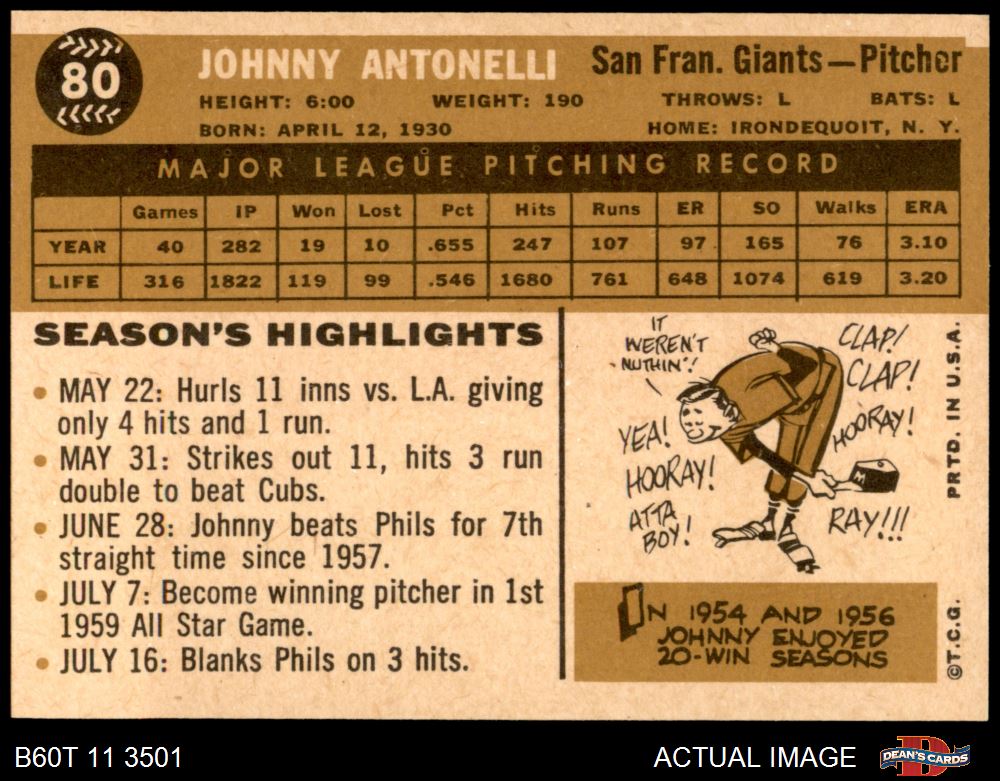 80
JOHNNY ANTONELLI
San Fran. Giants—Pitcher
HEIGHT: 6:00 WEIGHT: 190 THROWS: L BATS: L
BORN: APRIL 12, 1930 HOME: IRONDEQUOIT, N. Y.
MAJOR LEAGUE PITCHING RECORD
Games IP Won Lost Pct Hits Runs ER SO Walks ERA
YEAR 40 282 19 10 .655 247 107 97 165 76 3.10
LIFE 316 1822 119 99 .546 1680 761 648 1074 619 3.20
SEASON'S HIGHLIGHTS
• MAY 22: Hurls 11 inns vs. L.A. giving
only 4 hits and 1 run.
• MAY 31: Strikes out 11, hits 3 run
double to beat Cubs.
• JUNE 28: Johnny beats Phils for 7th
straight time since 1957.
• JULY 7: Become winning pitcher in 1st
1959 All Star Game.
• JULY 16: Blanks Phils on 3 hits.
IT
WEREN'T
NUTHIN'!
CLAP!
CLAP!
YEA!
HOORAY!
HOORAY!
ATTA
BOY!
RAY!!!
M
IN 1954 AND 1956
JOHNNY ENJOYED
20-WIN SEASONS
PRTD. IN U.S.A.
©T.C.G.
B60T 11 3501
ACTUAL IMAGE
DEAN'S CARDS